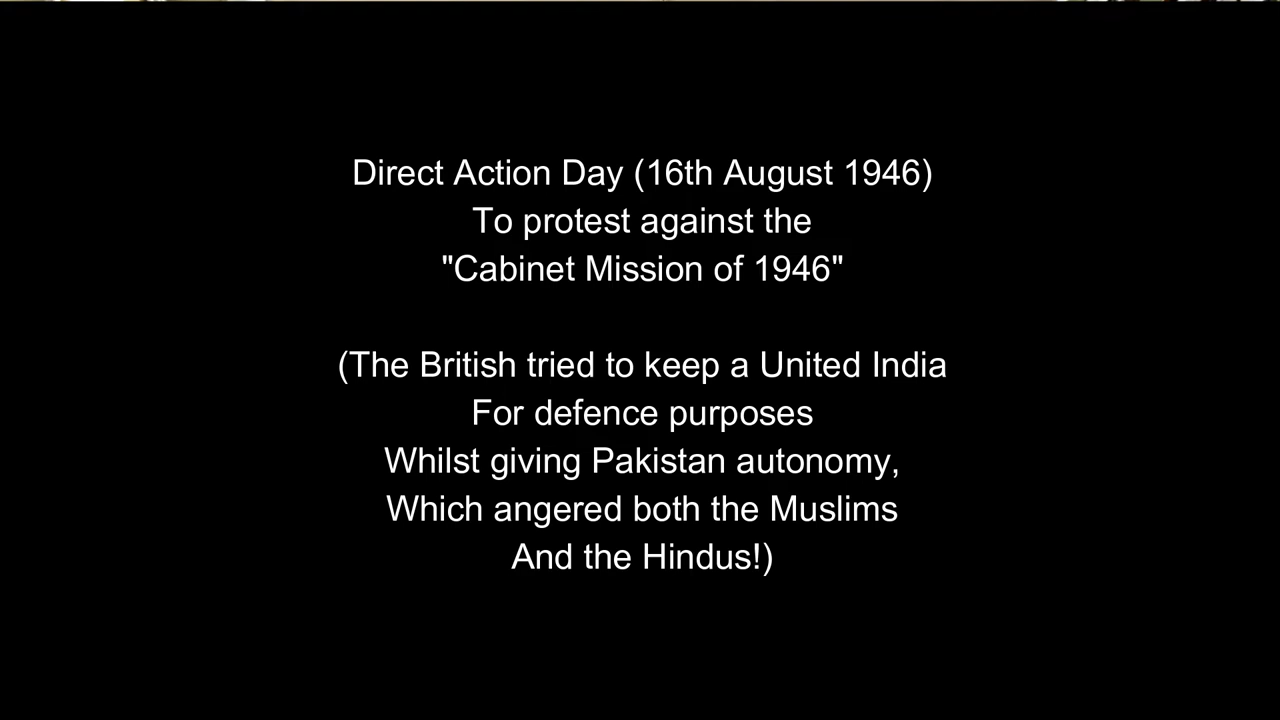 Direct Action Day (16th August 1946)
To protest against the
"Cabinet Mission of 1946"
(The British tried to keep a United India
For defence purposes
Whilst giving Pakistan autonomy,
Which angered both the Muslims
And the Hindus!)